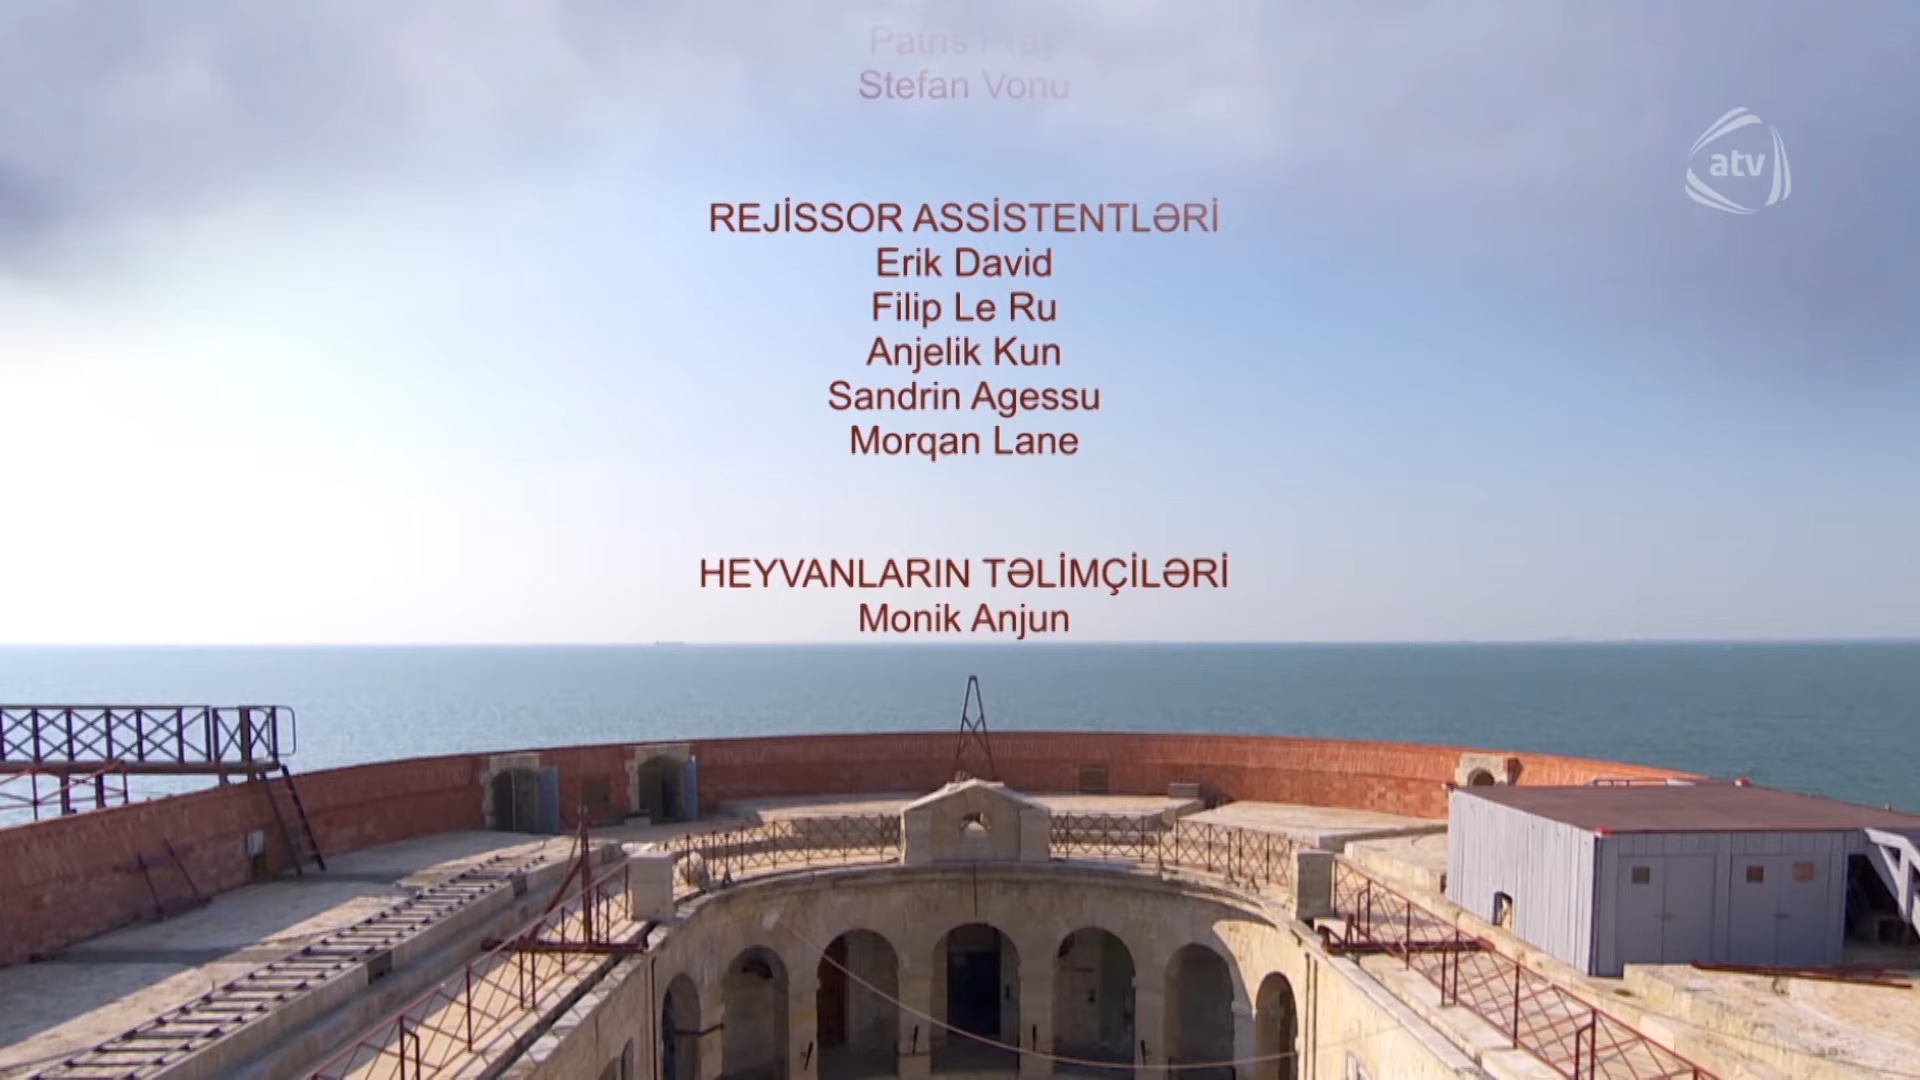 Stefan Vonu
atv
REJİSSOR ASSİSTENTLƏRİ
Erik David
Filip Le Ru
Anjelik Kun
Sandrin Agessu
Morqan Lane
HEYVANLARIN TƏLİMÇİLƏRİ
Monik Anjun